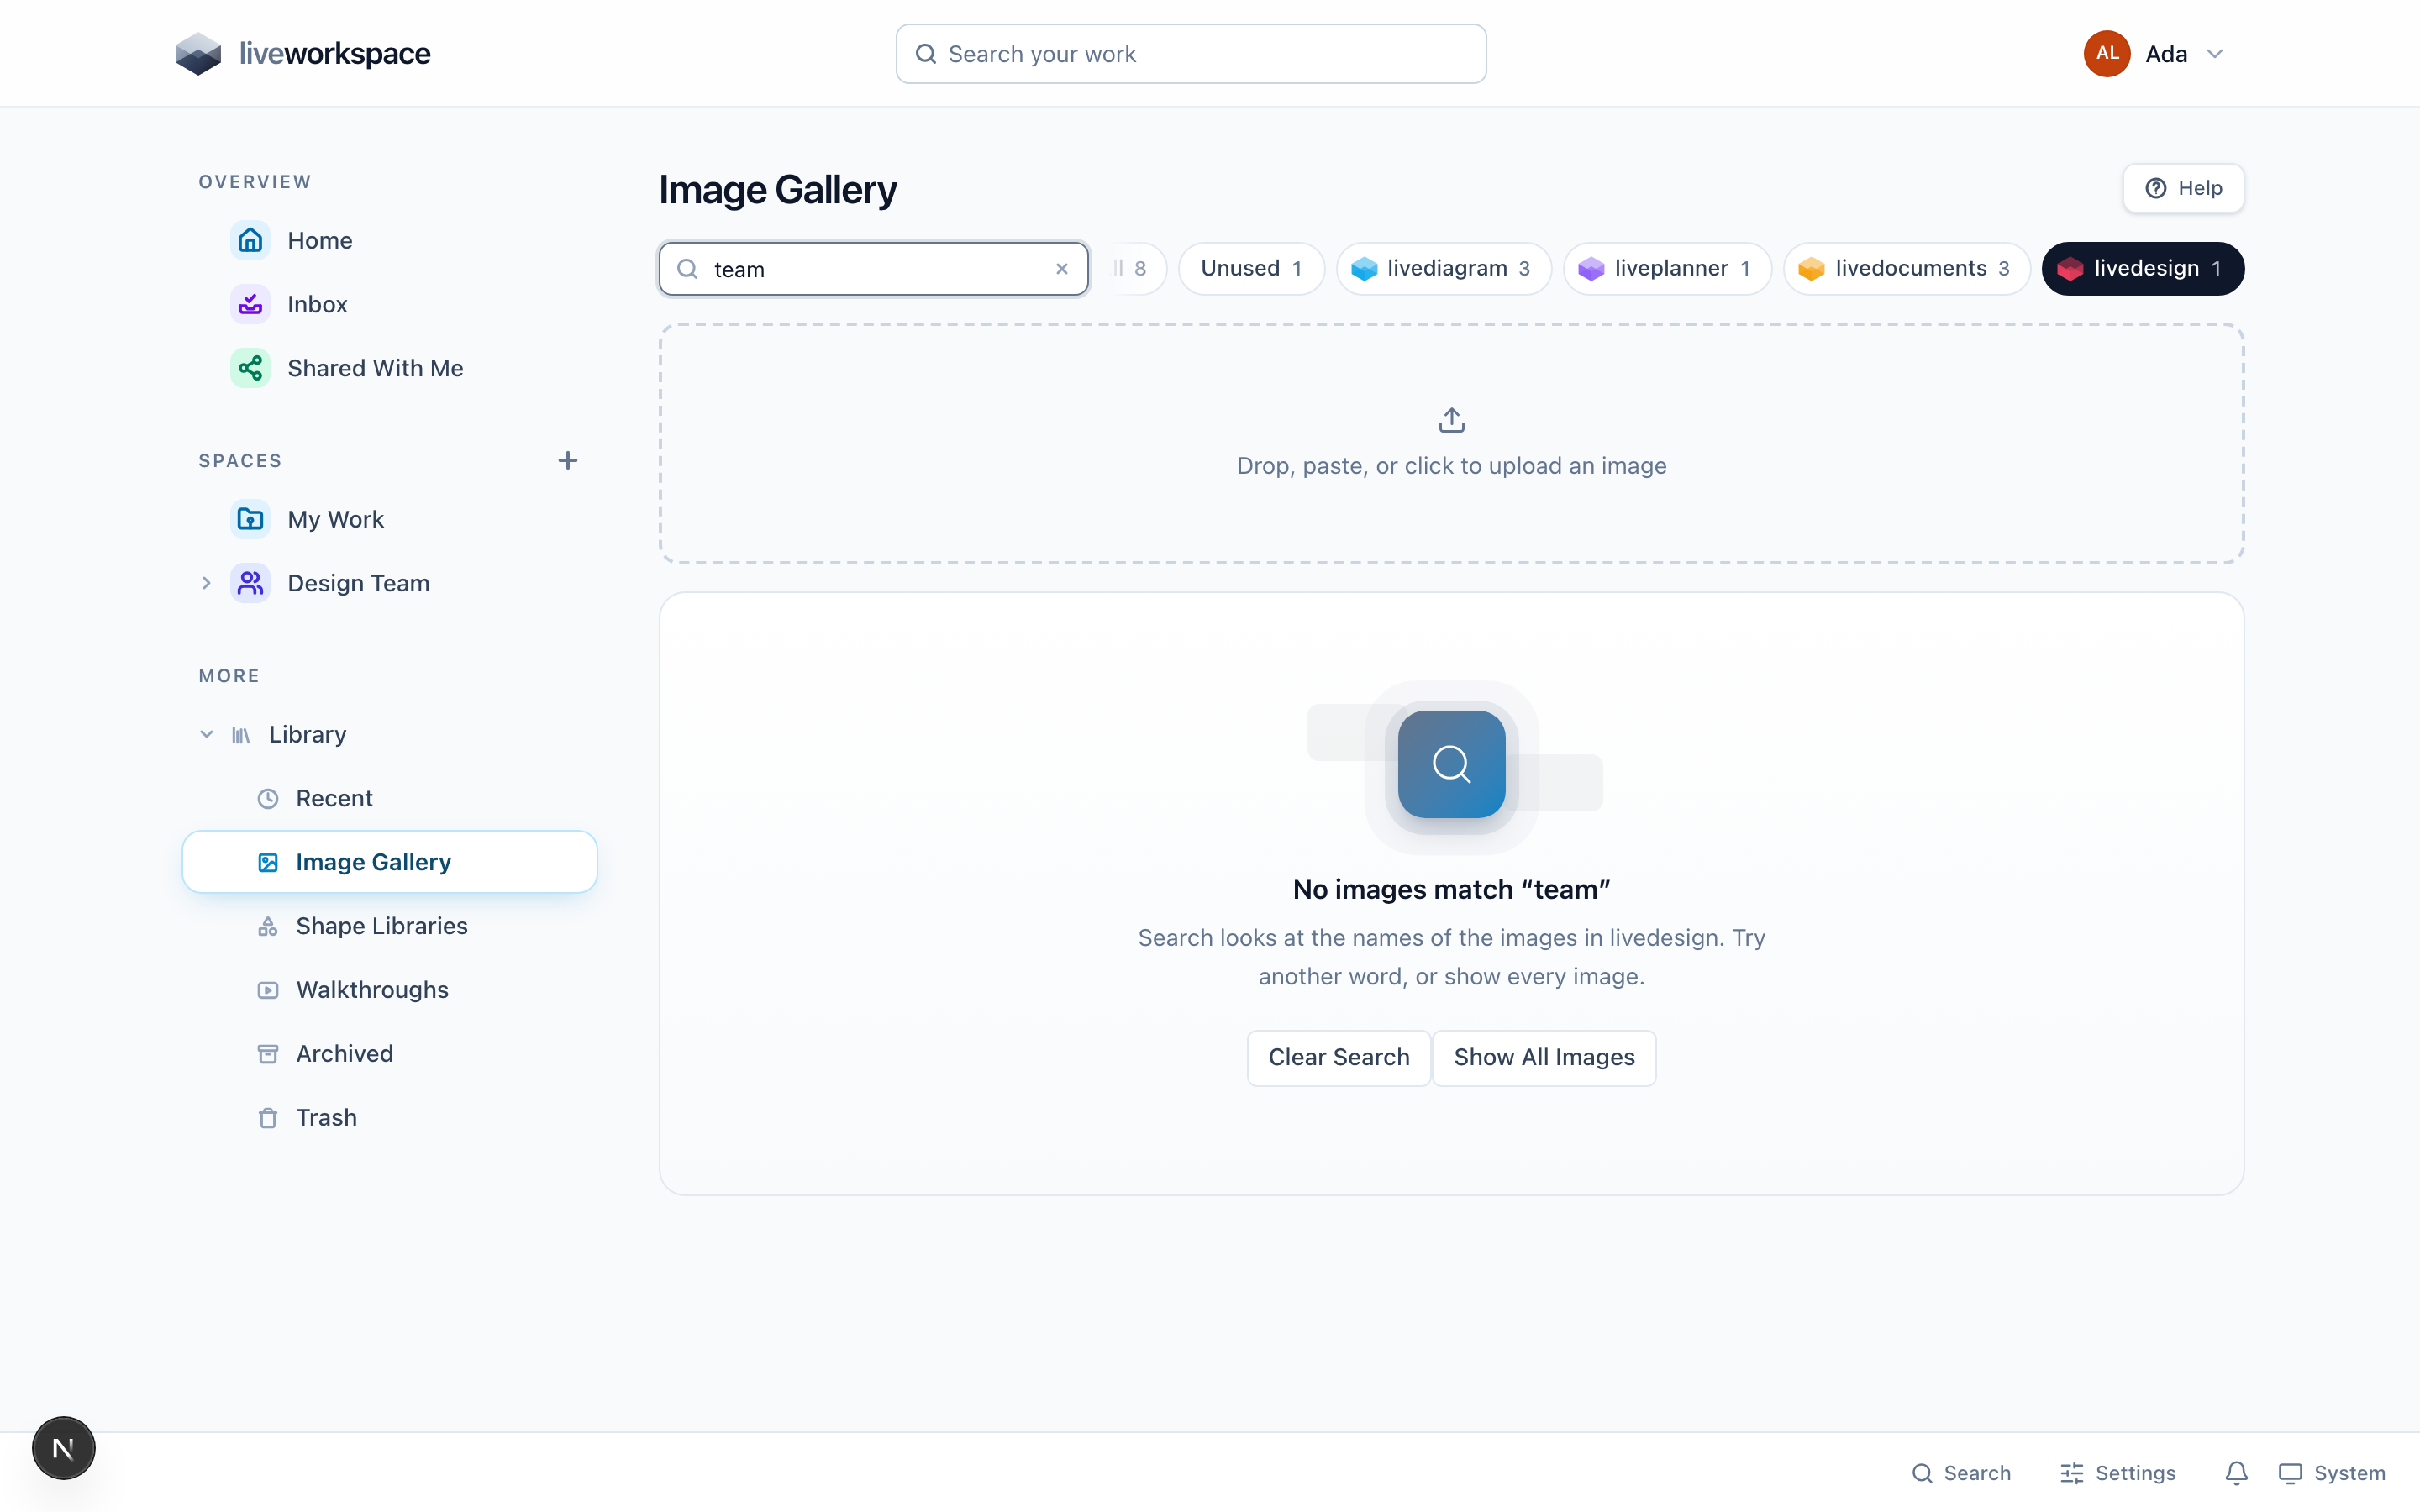 liveworkspace
Search your work
AL Ada
OVERVIEW
Home
Inbox
Shared With Me
SPACES
My Work
Design Team
MORE
Library
Recent
Image Gallery
Shape Libraries
Walkthroughs
Archived
Trash
Image Gallery
Help
team
8
Unused 1
livediagram 3
liveplanner 1
livedocuments 3
livedesign 1
Drop, paste, or click to upload an image
No images match “team”
Search looks at the names of the images in livedesign. Try
another word, or show every image.
Clear Search
Show All Images
N
Search
Settings
System